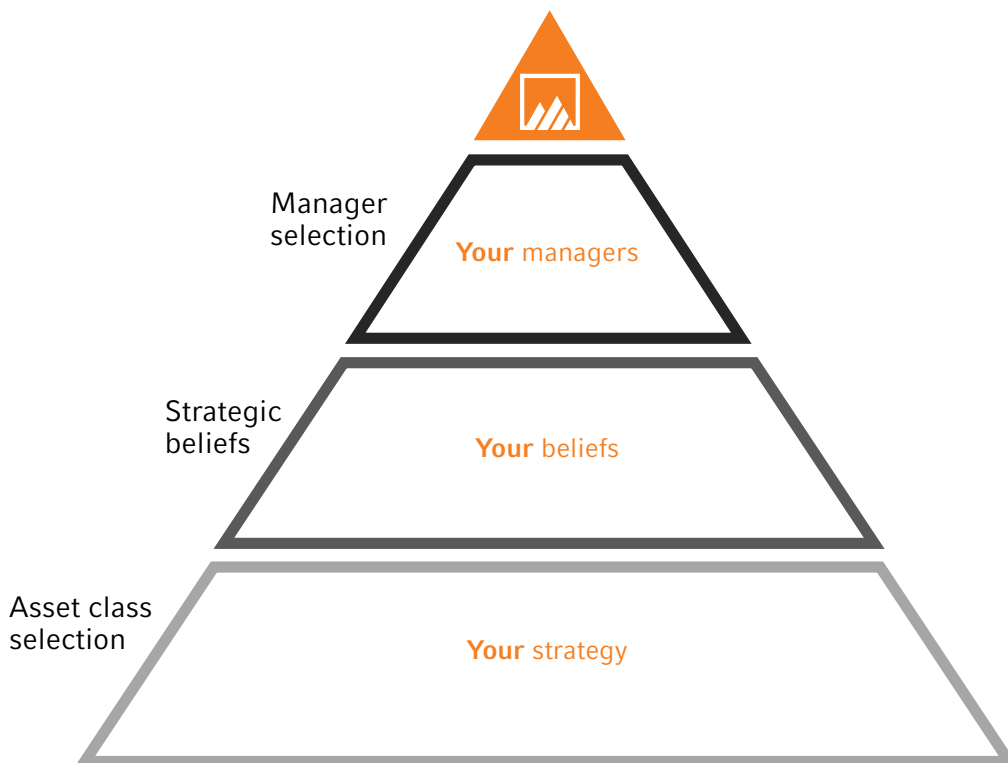 Manager
selection
Your managers
Strategic
beliefs
Your beliefs
Asset class
selection
Your strategy